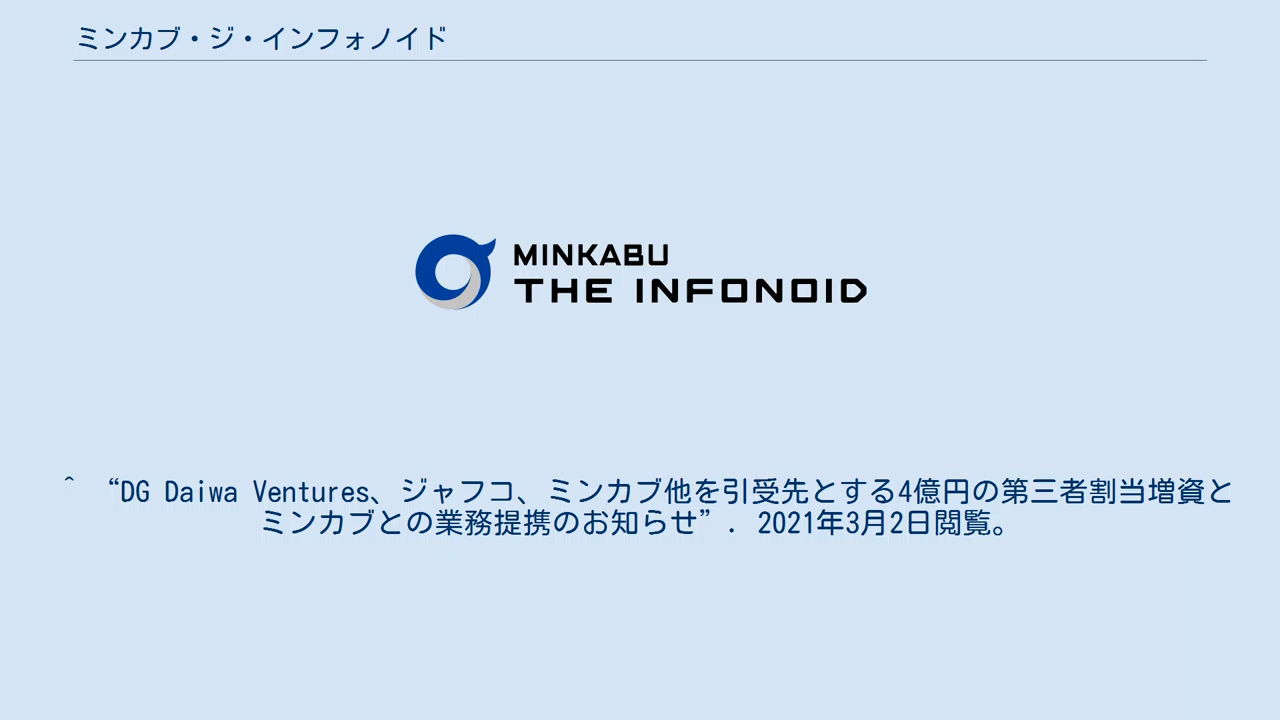 ミンカブ・ジ・インフォノイド
MINKABU
THE INFONOID
^ “DG Daiwa Ventures、ジャフコ、ミンカブ他を引受先とする4億円の第三者割当増資と
ミンカブとの業務提携のお知らせ”. 2021年3月2日閲覧。